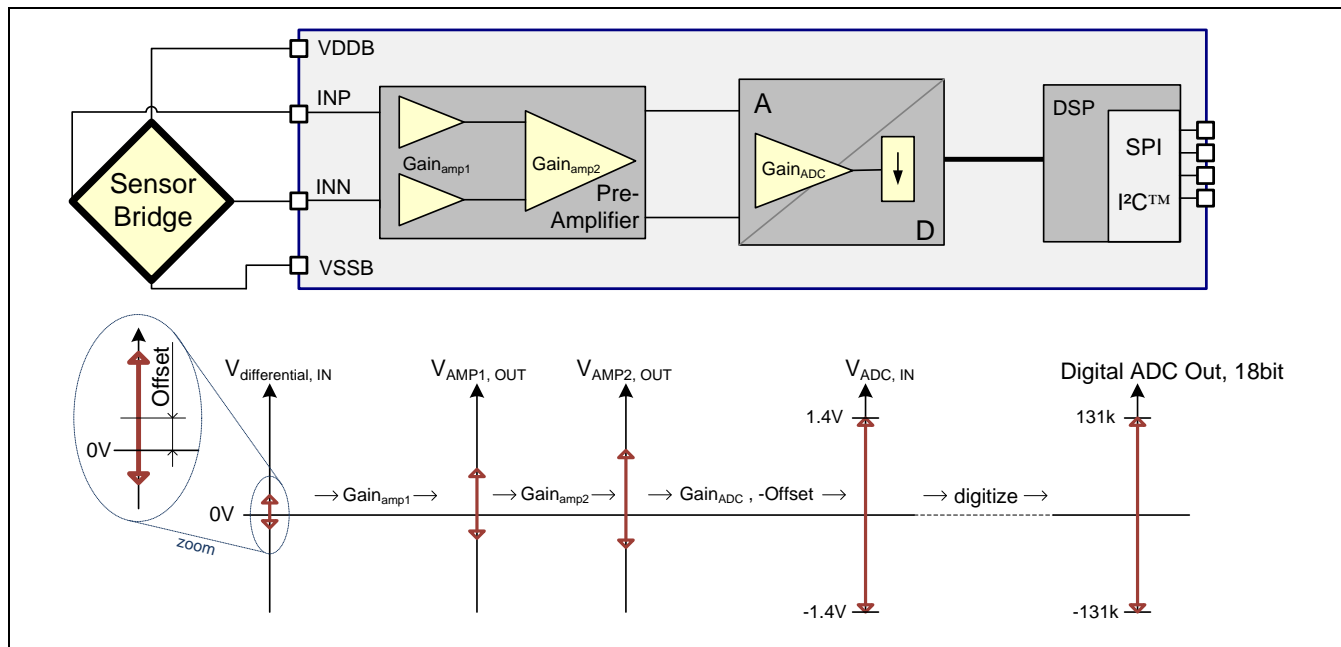 VDDB
INP
INN
VSSB
Sensor
Bridge
Gainamp1
Gainamp2
Pre-
Amplifier
A
GainADC
D
DSP
SPI
I²C™
Offset
0V
zoom
Vdifferential, IN
VAMP1, OUT
VAMP2, OUT
VADC, IN
Digital ADC Out, 18bit
1.4V
131k
0V
→ Gainamp1 →
→ Gainamp2 →
→ GainADC , -Offset →
→ digitize →
-1.4V
-131k